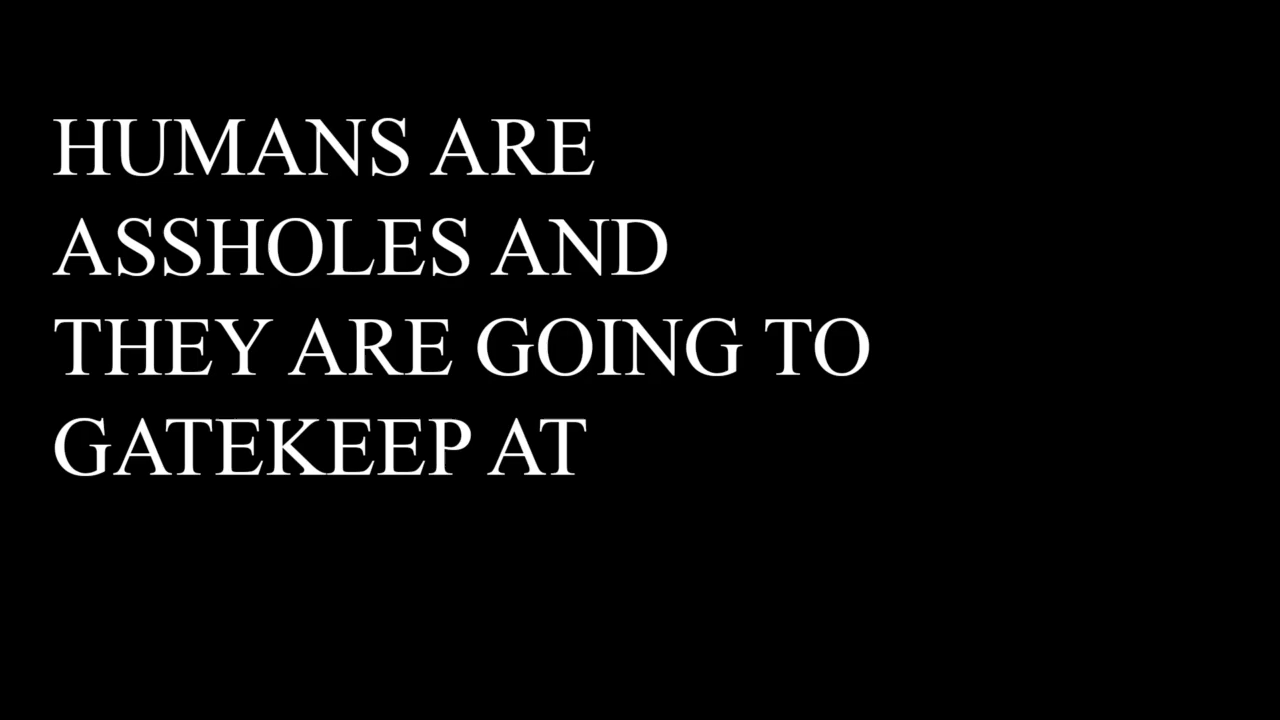 HUMANS ARE
ASSHOLES AND
THEY ARE GOING TO
GATEKEEP AT